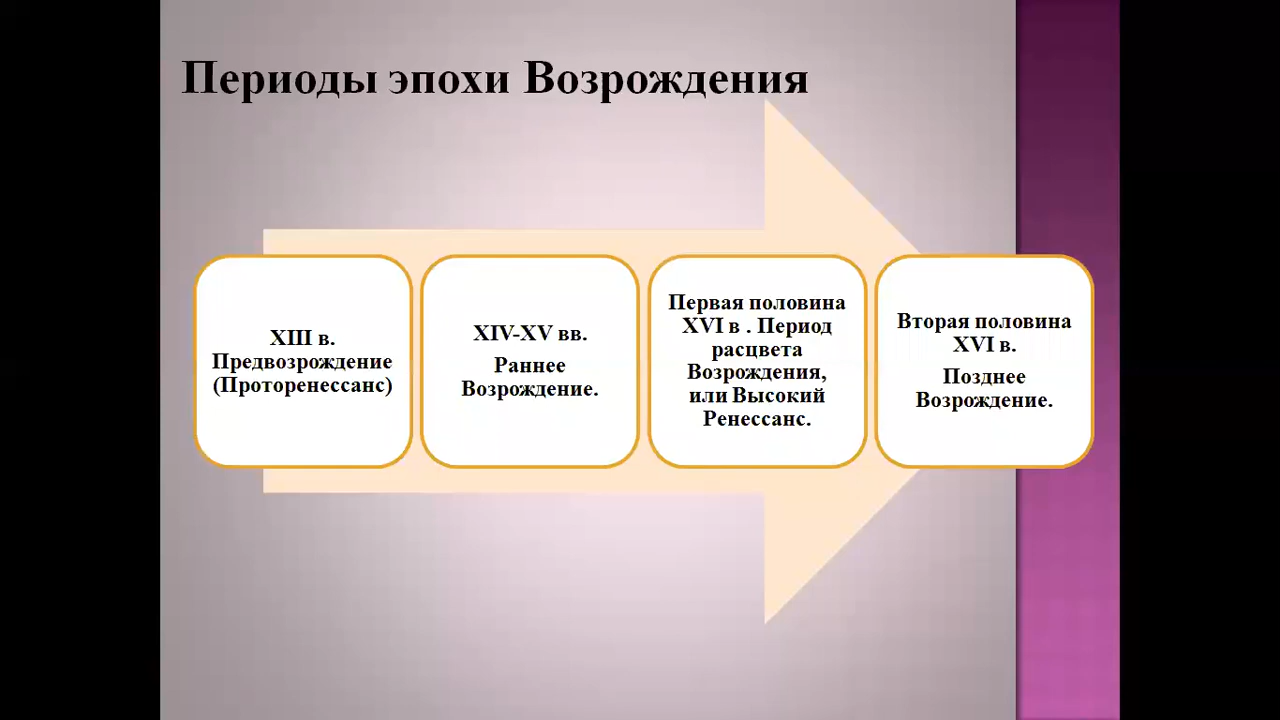 Периоды эпохи Возрождения
XIII в.
Предвозрождение
(Проторенессанс)
XIV-XV вв.
Раннее
Возрождение.
Первая половина
XVI в . Период
расцвета
Возрождения,
или Высокий
Ренессанс.
Вторая половина
XVI в.
Позднее
Возрождение.